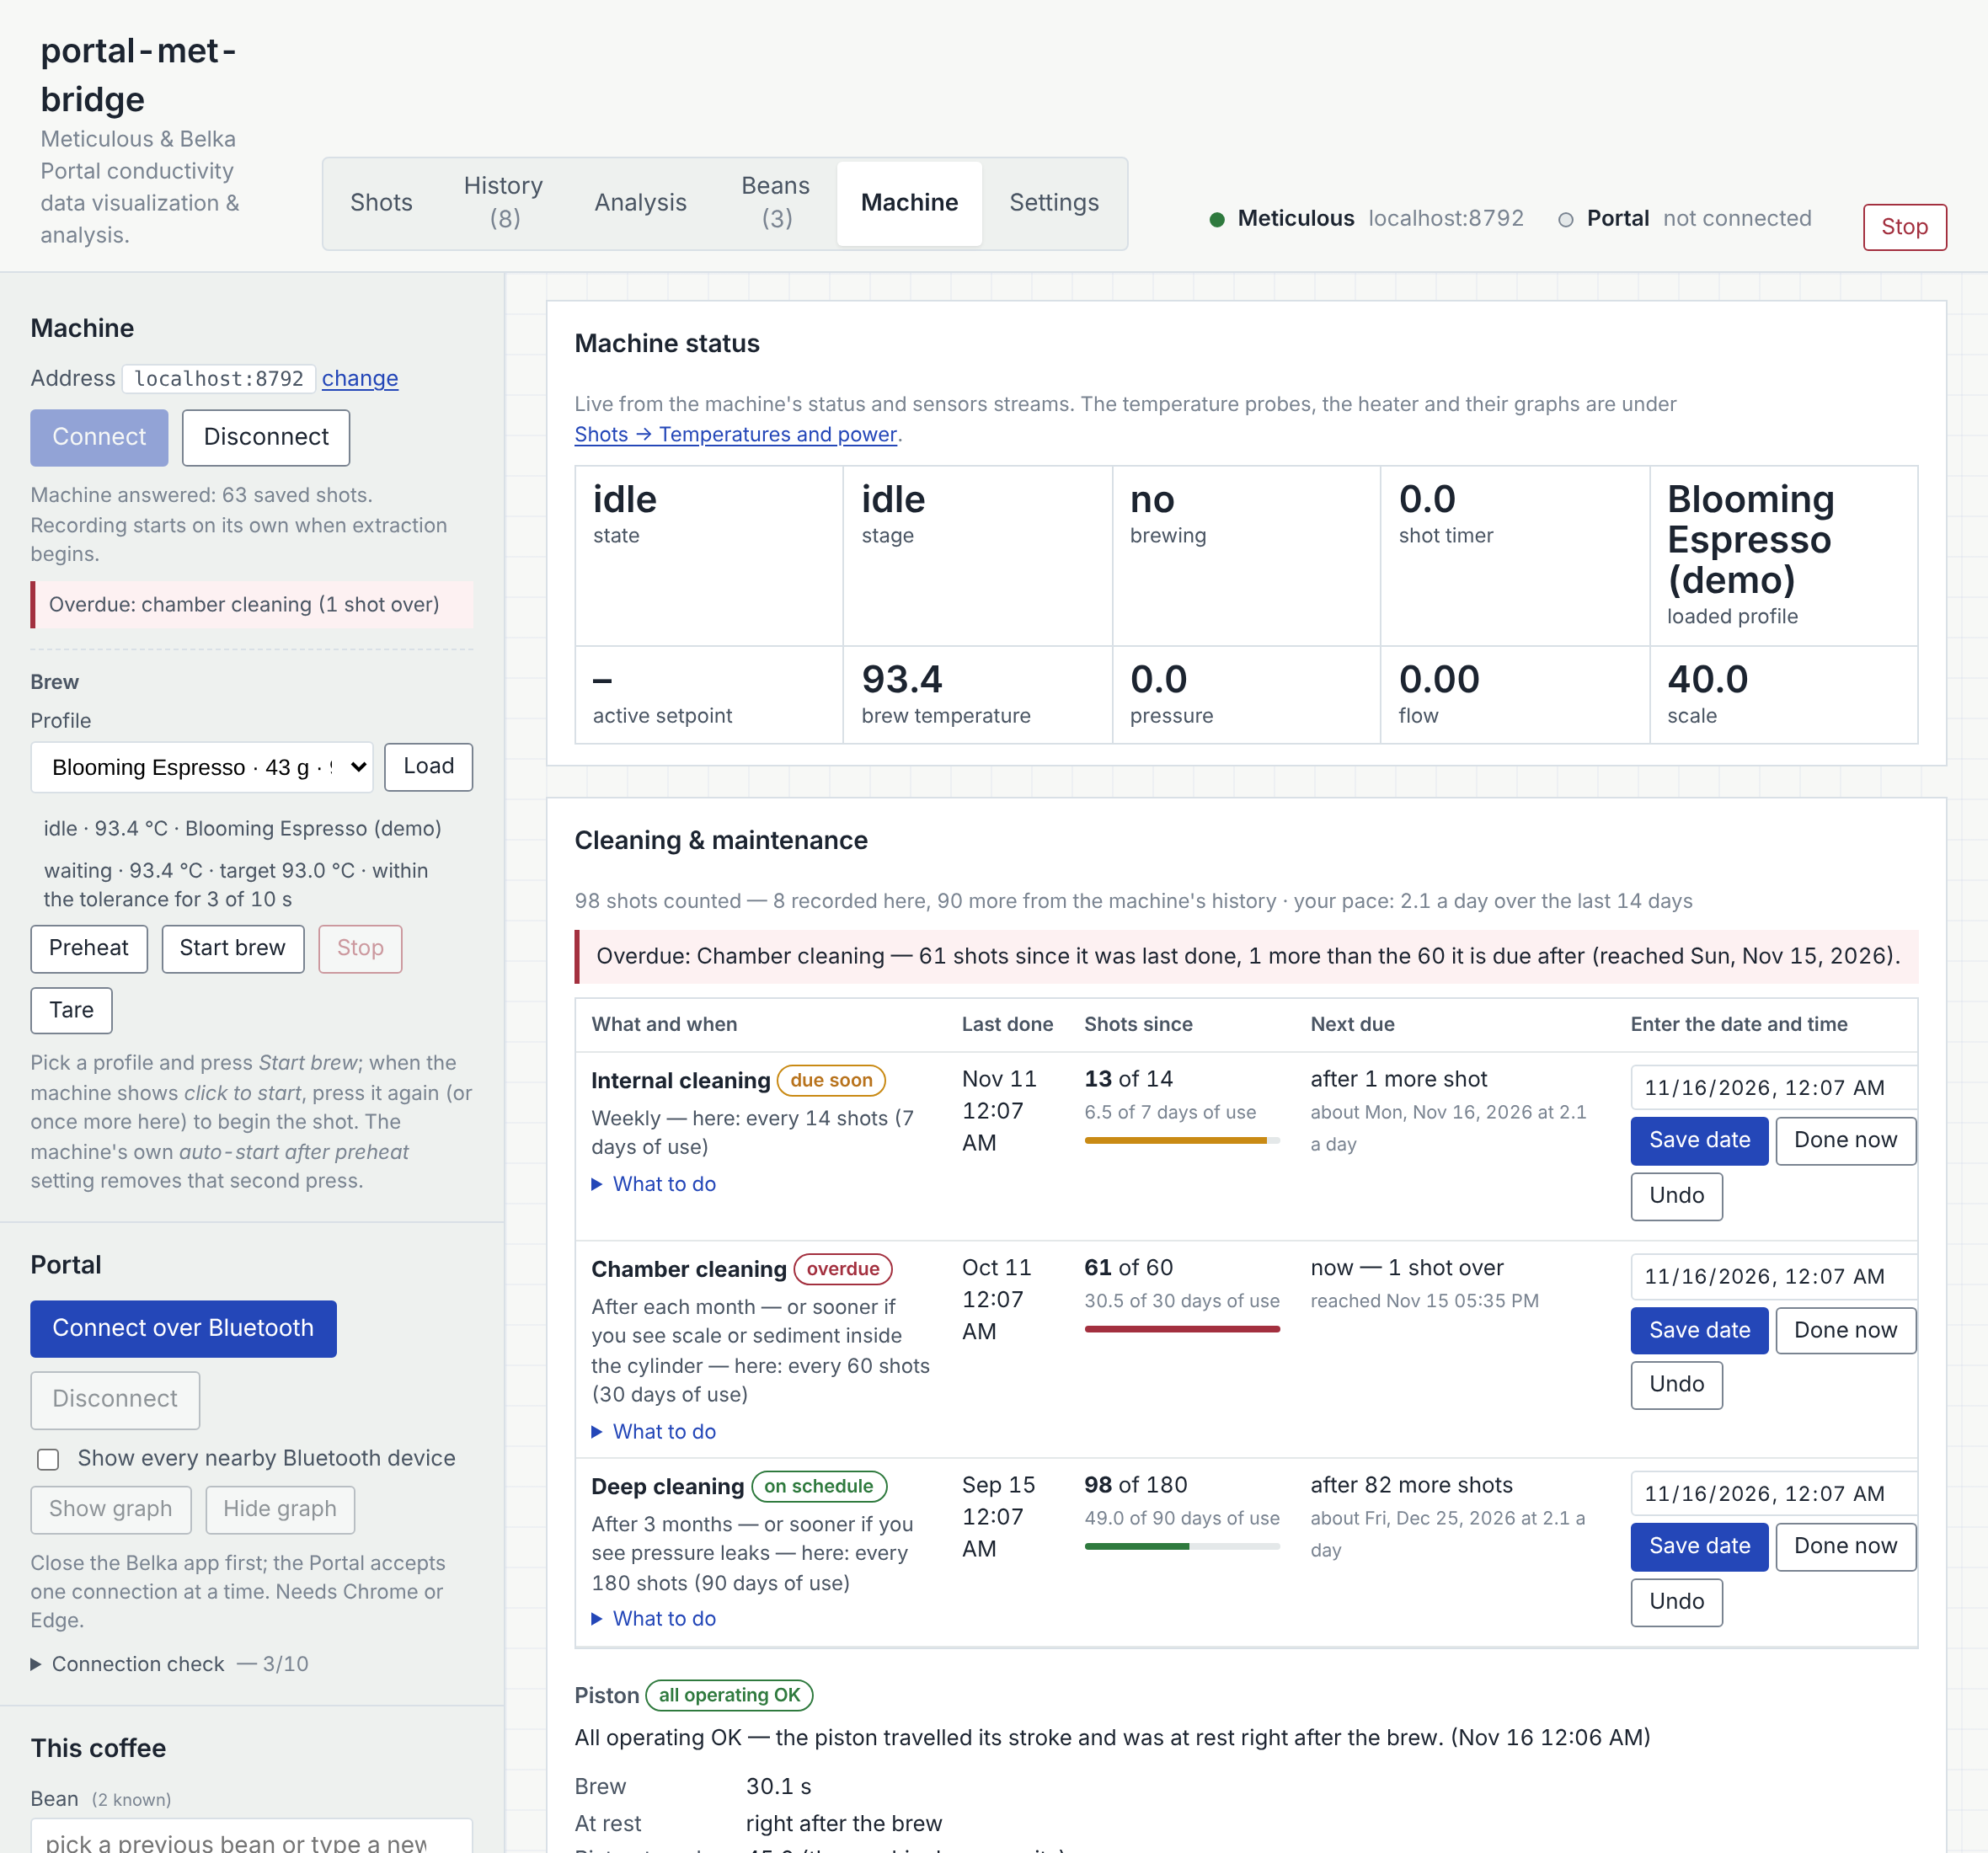 portal-met-
bridge
Meticulous & Belka
Portal conductivity
data visualization &
analysis.
Shots
History
(8)
Analysis
Beans
(3)
Machine
Settings
Meticulous localhost:8792
Portal not connected
Stop
Machine
Address localhost:8792 change
Connect
Disconnect
Machine answered: 63 saved shots.
Recording starts on its own when extraction
begins.
Overdue: chamber cleaning (1 shot over)
Brew
Profile
Blooming Espresso · 43 g ·
Load
idle · 93.4 °C · Blooming Espresso (demo)
waiting · 93.4 °C · target 93.0 °C · within
the tolerance for 3 of 10 s
Preheat
Start brew
Stop
Tare
Pick a profile and press Start brew; when the
machine shows click to start, press it again (or
once more here) to begin the shot. The
machine's own auto-start after preheat
setting removes that second press.
Portal
Connect over Bluetooth
Disconnect
Show every nearby Bluetooth device
Show graph
Hide graph
Close the Belka app first; the Portal accepts
one connection at a time. Needs Chrome or
Edge.
Connection check — 3/10
This coffee
Bean (2 known)
pick a previous bean or type a new
Machine status
Live from the machine's status and sensors streams. The temperature probes, the heater and their graphs are under
Shots → Temperatures and power.
idle
state
idle
stage
no
brewing
0.0
shot timer
Blooming
Espresso
(demo)
loaded profile
–
active setpoint
93.4
brew temperature
0.0
pressure
0.00
flow
40.0
scale
Cleaning & maintenance
98 shots counted — 8 recorded here, 90 more from the machine's history · your pace: 2.1 a day over the last 14 days
Overdue: Chamber cleaning — 61 shots since it was last done, 1 more than the 60 it is due after (reached Sun, Nov 15, 2026).
What and when
Last done
Shots since
Next due
Enter the date and time
Internal cleaning due soon
Weekly — here: every 14 shots (7
days of use)
What to do
Nov 11
12:07
AM
13 of 14
6.5 of 7 days of use
after 1 more shot
about Mon, Nov 16, 2026 at 2.1
a day
11/16/2026, 12:07 AM
Save date
Done now
Undo
Chamber cleaning overdue
After each month — or sooner if
you see scale or sediment inside
the cylinder — here: every 60 shots
(30 days of use)
What to do
Oct 11
12:07
AM
61 of 60
30.5 of 30 days of use
now — 1 shot over
reached Nov 15 05:35 PM
11/16/2026, 12:07 AM
Save date
Done now
Undo
Deep cleaning on schedule
After 3 months — or sooner if you
see pressure leaks — here: every
180 shots (90 days of use)
What to do
Sep 15
12:07
AM
98 of 180
49.0 of 90 days of use
after 82 more shots
about Fri, Dec 25, 2026 at 2.1 a
day
11/16/2026, 12:07 AM
Save date
Done now
Undo
Piston all operating OK
All operating OK — the piston travelled its stroke and was at rest right after the brew. (Nov 16 12:06 AM)
Brew 30.1 s
At rest right after the brew